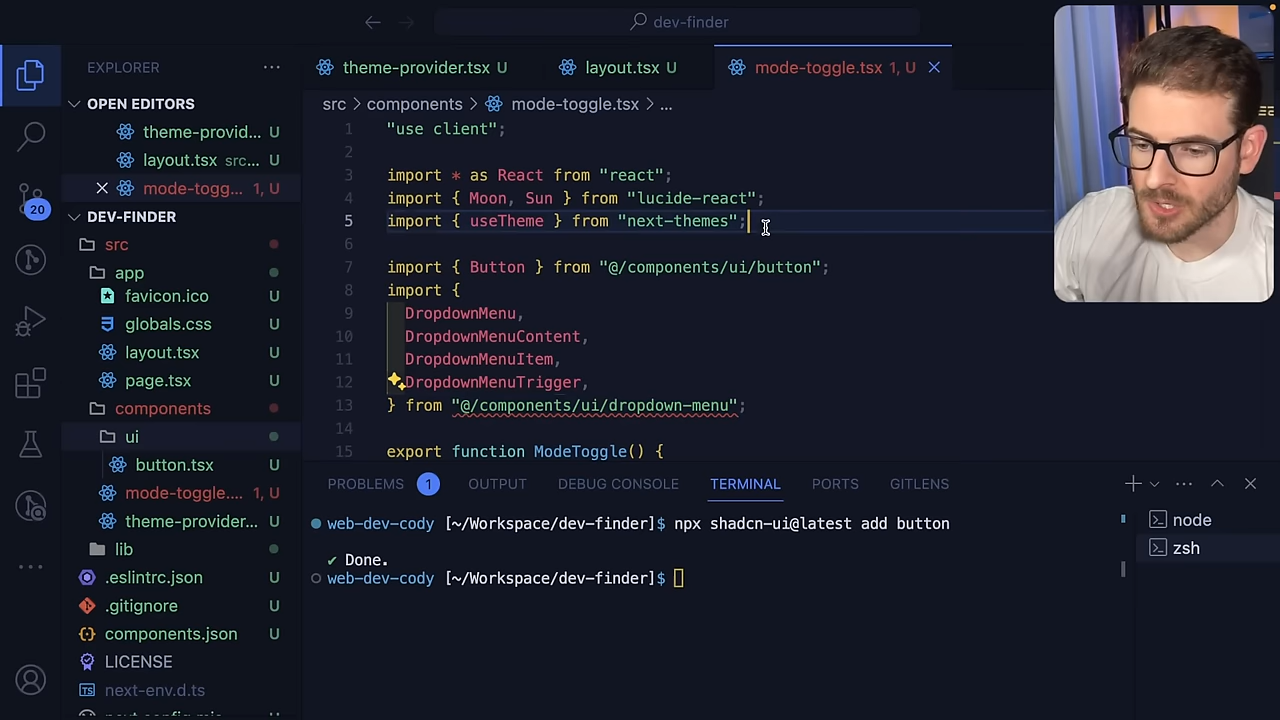 dev-finder
EXPLORER
OPEN EDITORS
theme-provid... U
layout.tsx src... U
mode-togg... 1, U
DEV-FINDER
src
app
favicon.ico U
globals.css U
layout.tsx U
page.tsx U
components
ui
button.tsx U
mode-toggle.... 1, U
theme-provider... U
lib
.eslintrc.json U
.gitignore U
components.json U
LICENSE
TS next-env.d.ts
20
theme-provider.tsx U
layout.tsx U
mode-toggle.tsx 1, U
src > components > mode-toggle.tsx > ...
1 "use client";
2
3 import * as React from "react";
4 import { Moon, Sun } from "lucide-react";
5 import { useTheme } from "next-themes";
6
7 import { Button } from "@/components/ui/button";
8 import {
9 DropdownMenu,
10 DropdownMenuContent,
11 DropdownMenuItem,
12 DropdownMenuTrigger,
13 } from "@/components/ui/dropdown-menu";
14
15 export function ModeToggle() {
PROBLEMS 1 OUTPUT DEBUG CONSOLE TERMINAL PORTS GITLENS
web-dev-cody [~/Workspace/dev-finder]$ npx shadcn-ui@latest add button
✔ Done.
web-dev-cody [~/Workspace/dev-finder]$
node
zsh